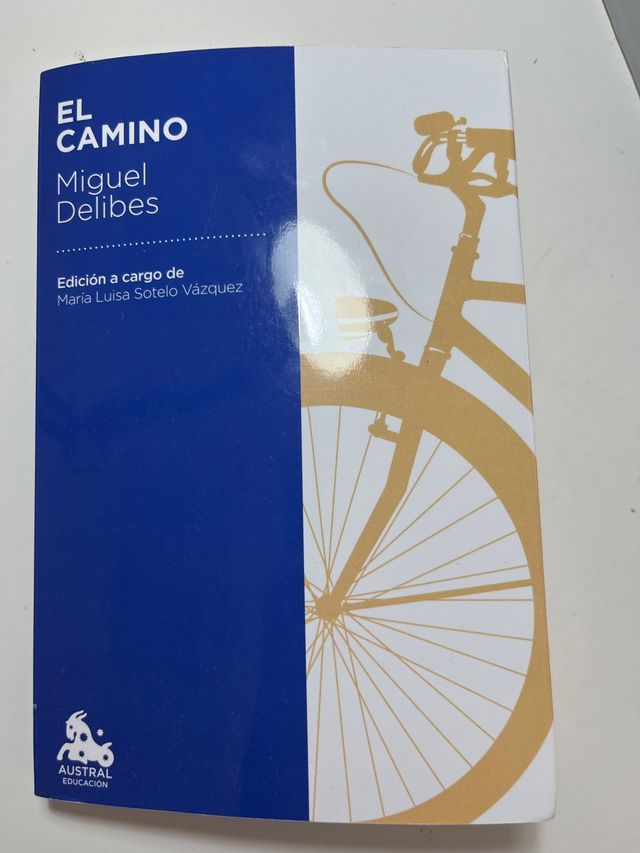 EL
CAMINO
Miguel
Delibes
Edición a cargo de
María Luisa Sotelo Vázquez
AUSTRAL
EDUCACIÓN